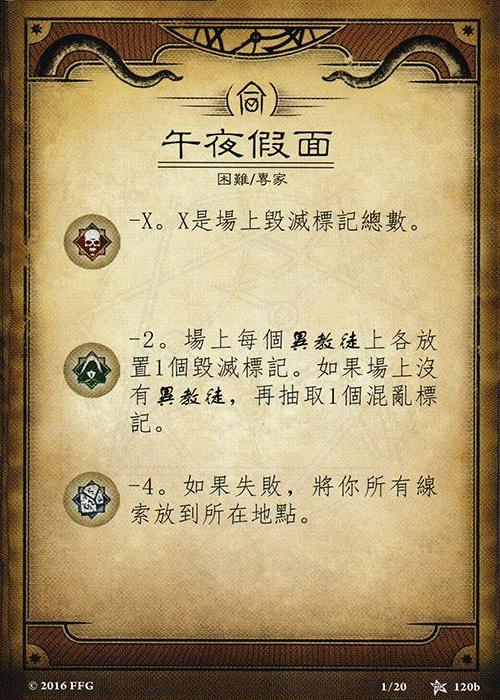 午夜假面
困難/專家
-X。X是場上毀滅標記總數。
-2。場上每個異教徒上各放
置1個毀滅標記。如果場上沒
有異教徒，再抽取1個混亂標
記。
-4。如果失敗，將你所有線
索放到所在地點。
© 2016 FFG
1/20
120b